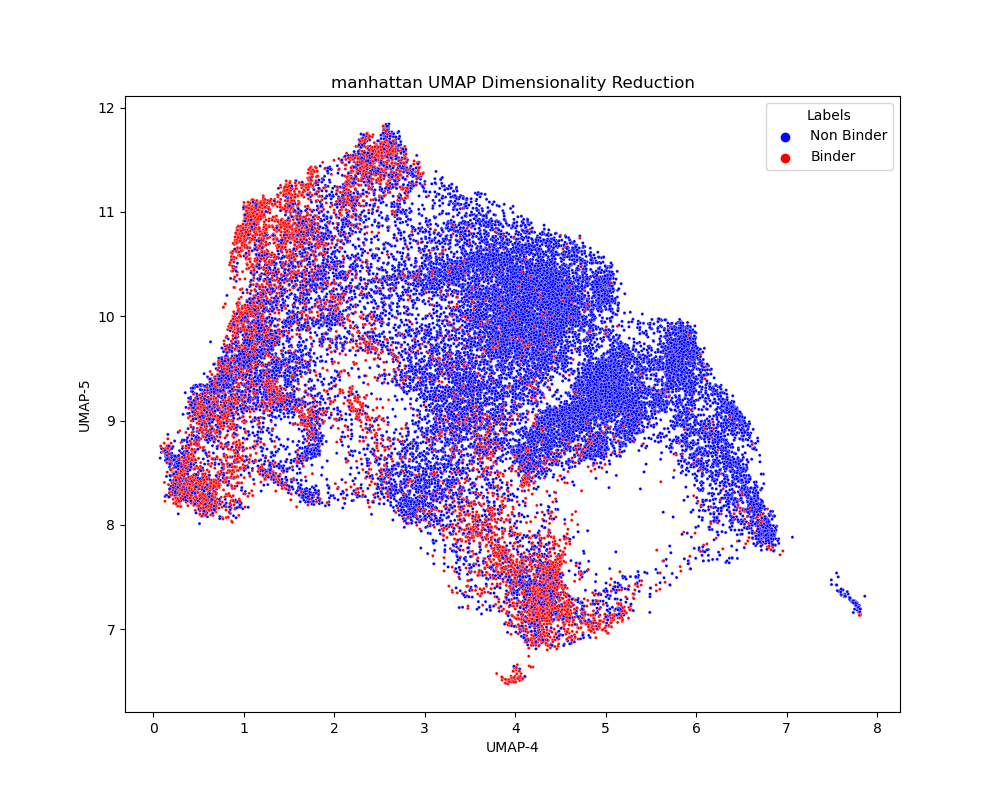 manhattan UMAP Dimensionality Reduction
Labels
Non Binder
Binder
12
11
10
9
8
7
UMAP-5
0 1 2 3 4 5 6 7 8
UMAP-4